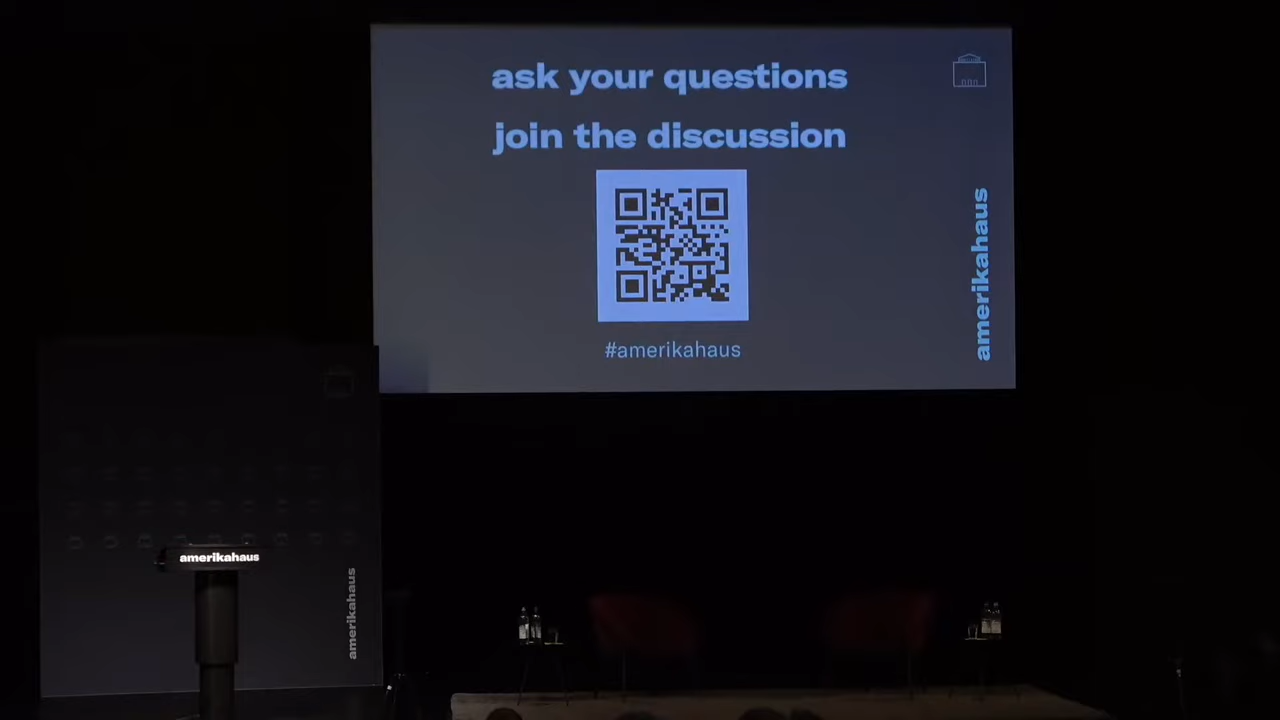 ask your questions
join the discussion
#amerikahaus
amerikahaus
amerikahaus
amerikahaus